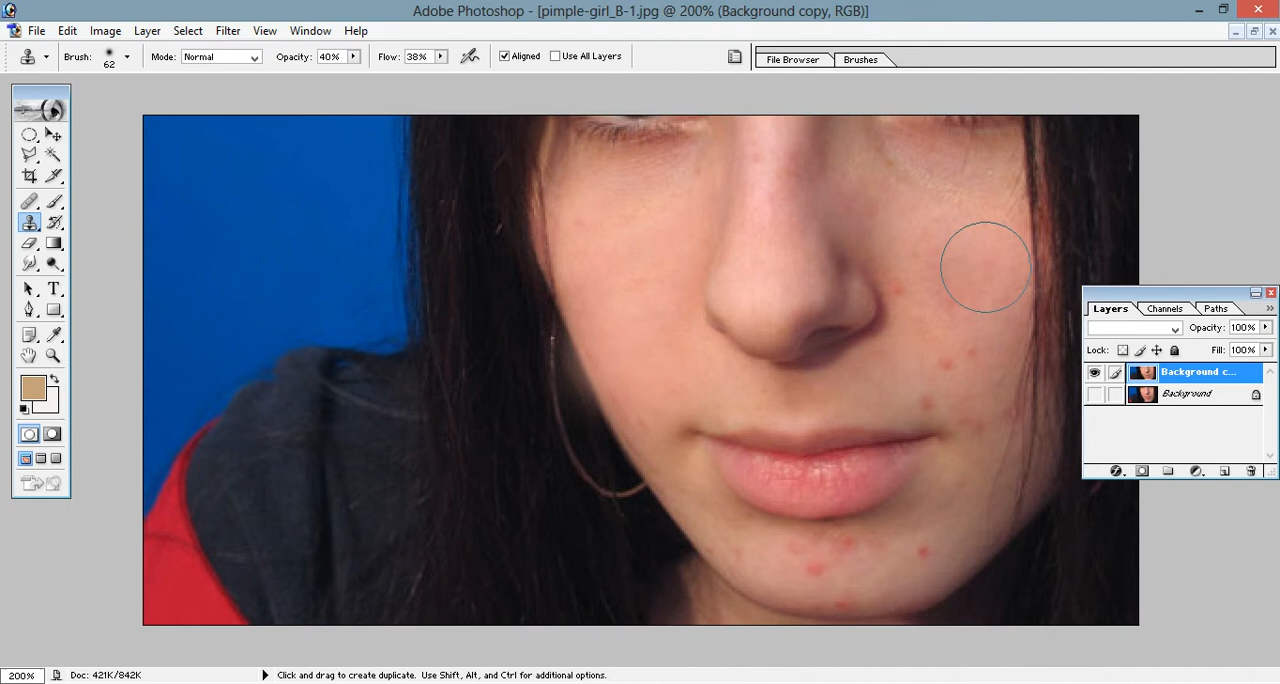 Adobe Photoshop - [pimple-girl_B-1.jpg @ 200% (Background copy, RGB)]
File Edit Image Layer Select Filter View Window Help
Brush: 62 Mode: Normal Opacity: 40% Flow: 38% Aligned Use All Layers File Browser Brushes
T
Layers Channels Paths
Opacity: 100%
Lock: Fill: 100%
Background c...
Background
200% Doc: 421K/842K Click and drag to create duplicate. Use Shift, Alt, and Ctrl for additional options.